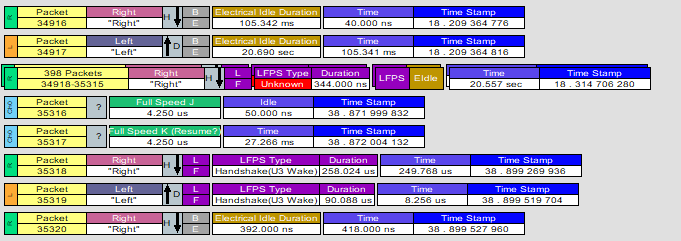 R Packet Right H B Electrical Idle Duration Time Time Stamp
34916 "Right" E 105.342 ms 40.000 ns 18 . 209 364 776
L Packet Left D B Electrical Idle Duration Time Time Stamp
34917 "Left" E 20.690 sec 105.341 ms 18 . 209 364 816
R 398 Packets Right H L LFPS Type Duration LFPS EIdle Time Time Stamp
34918-35315 "Right" F Unknown 344.000 ns 20.557 sec 18 . 314 706 280
Packet ? Full Speed J Idle Time Stamp
35316 4.250 us 50.000 ns 38 . 871 999 832
Packet ? Full Speed K (Resume?) Time Time Stamp
35317 4.250 us 27.266 ms 38 . 872 004 132
R Packet Right H L LFPS Type Duration Time Time Stamp
35318 "Right" F Handshake(U3 Wake) 258.024 us 249.768 us 38 . 899 269 936
L Packet Left D L LFPS Type Duration Time Time Stamp
35319 "Left" F Handshake(U3 Wake) 90.088 us 8.256 us 38 . 899 519 704
R Packet Right H B Electrical Idle Duration Time Time Stamp
35320 "Right" E 392.000 ns 418.000 ns 38 . 899 527 960